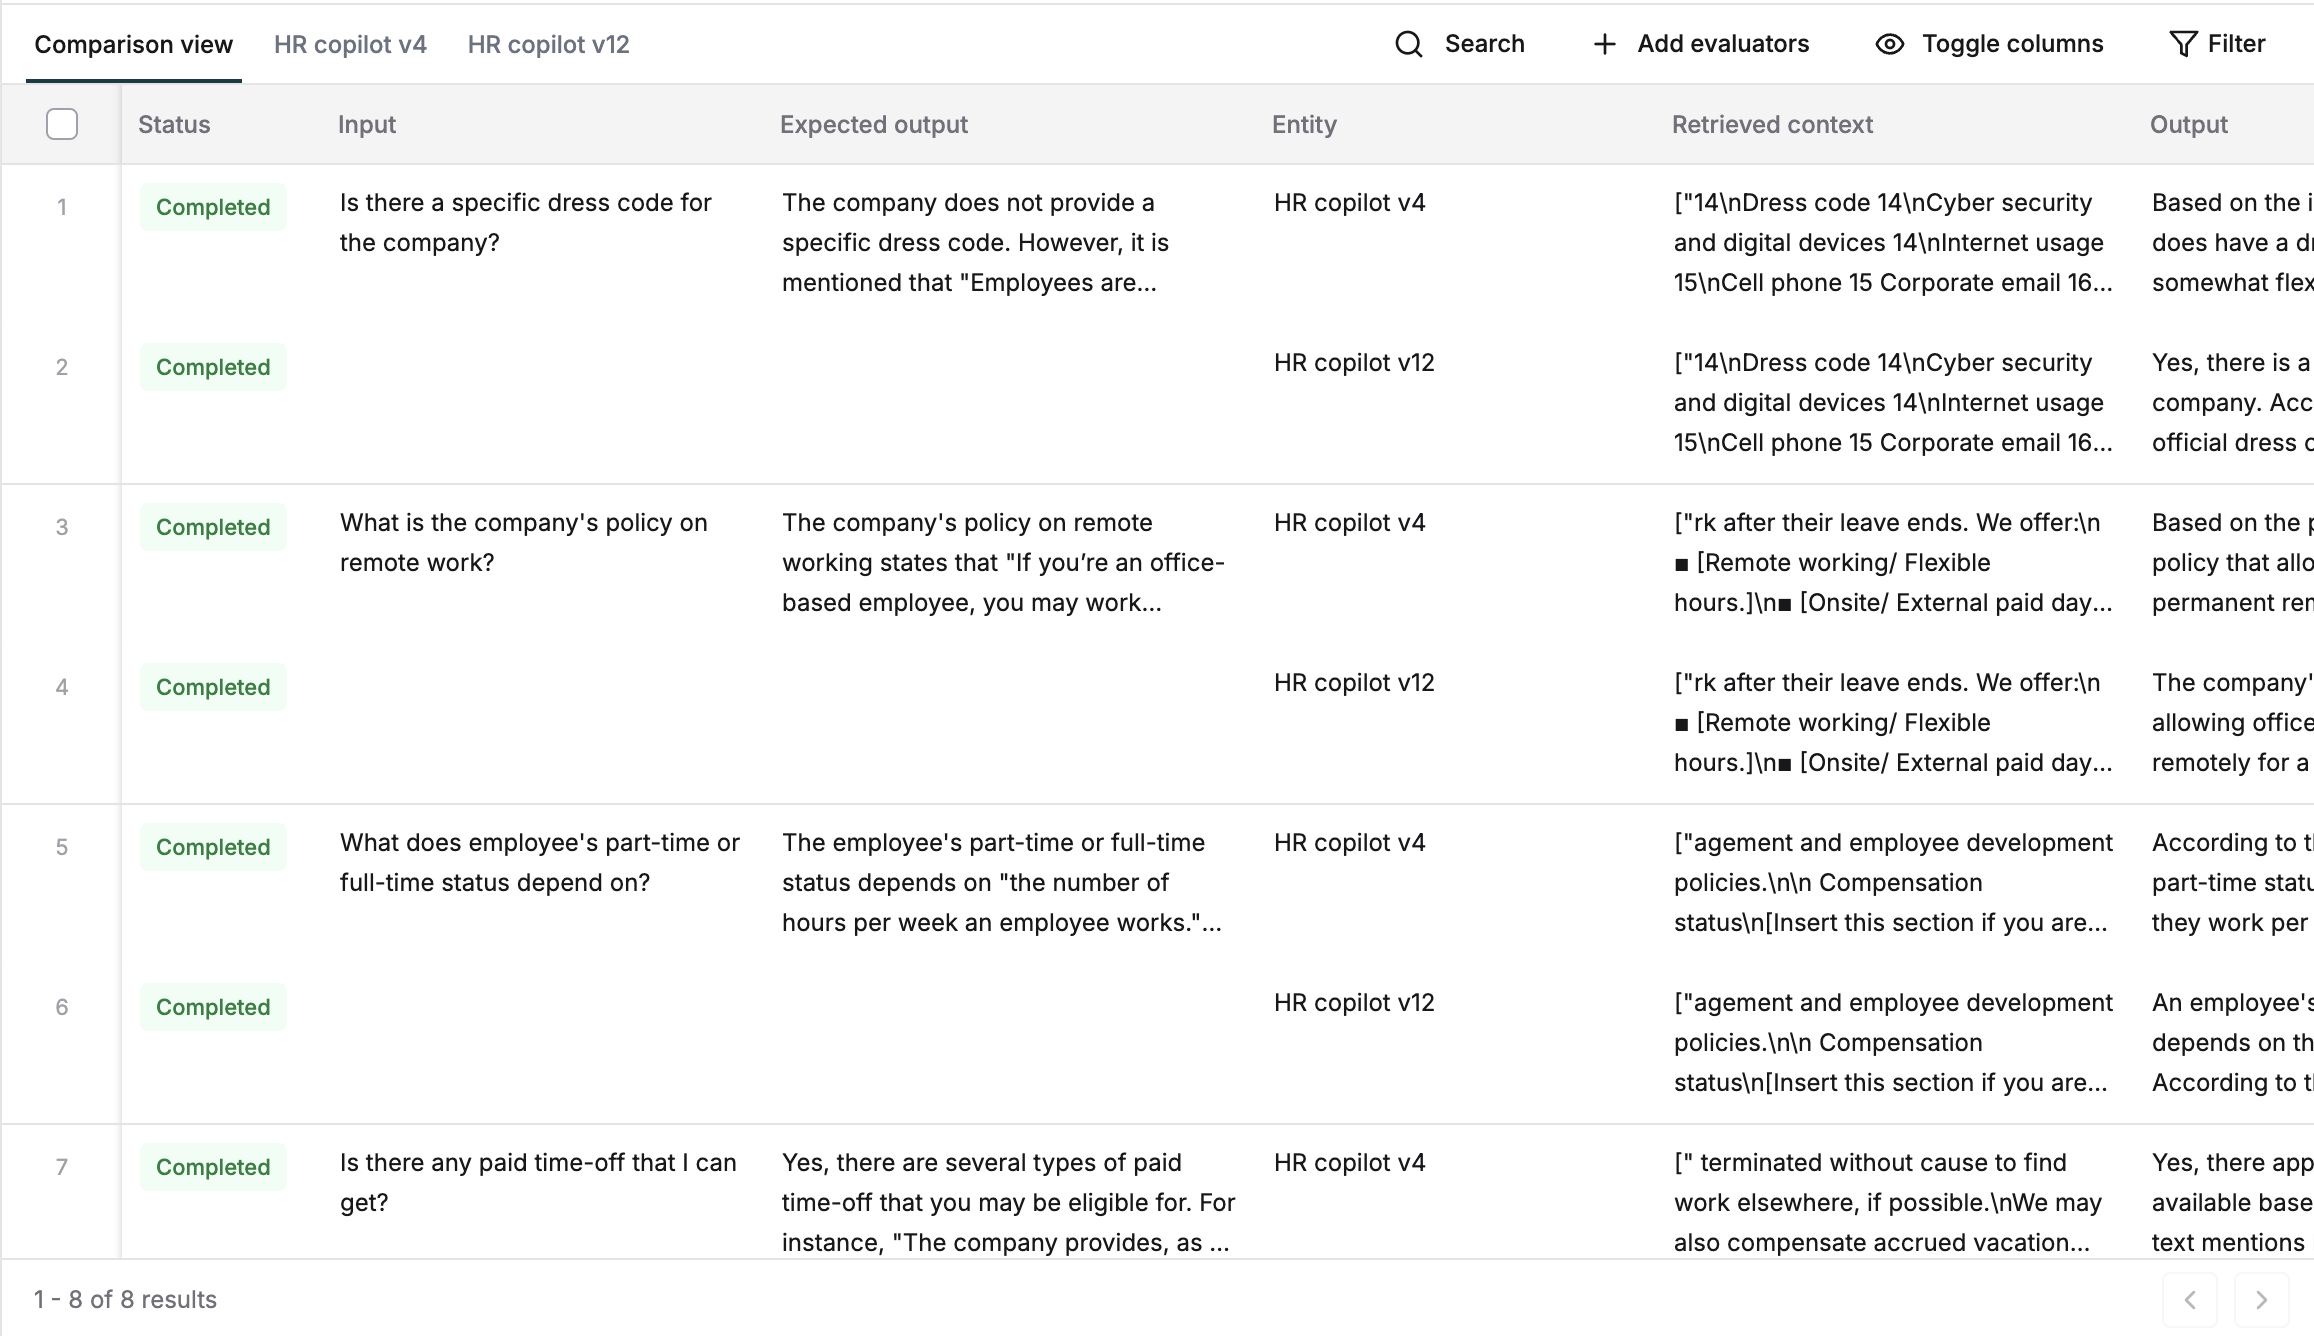 Comparison view HR copilot v4 HR copilot v12 Search Add evaluators Toggle columns Filter
Status Input Expected output Entity Retrieved context Output
1 Completed Is there a specific dress code for The company does not provide a HR copilot v4 ["14\nDress code 14\nCyber security Based on the
the company? specific dress code. However, it is and digital devices 14\nInternet usage does have a
mentioned that "Employees are... 15\nCell phone 15 Corporate email 16... somewhat
2 Completed HR copilot v12 ["14\nDress code 14\nCyber security Yes, there is a
and digital devices 14\nInternet usage company.
15\nCell phone 15 Corporate email 16... official dress
3 Completed What is the company's policy on The company's policy on remote HR copilot v4 ["rk after their leave ends. We offer:\n Based on the
remote work? working states that "If you’re an office- ■ [Remote working/ Flexible policy that
based employee, you may work... hours.]\n■ [Onsite/ External paid day... permanent
4 Completed HR copilot v12 ["rk after their leave ends. We offer:\n The company'
■ [Remote working/ Flexible allowing
hours.]\n■ [Onsite/ External paid day... remotely for a
5 Completed What does employee's part-time or The employee's part-time or full-time HR copilot v4 ["agement and employee development According to
full-time status depend on? status depends on "the number of policies.\n\n Compensation part-time
hours per week an employee works."... status\n[Insert this section if you are... they work per
6 Completed HR copilot v12 ["agement and employee development An employee's
policies.\n\n Compensation depends on
status\n[Insert this section if you are... According to
7 Completed Is there any paid time-off that I can Yes, there are several types of paid HR copilot v4 [" terminated without cause to find Yes, there
get? time-off that you may be eligible for. For work elsewhere, if possible.\nWe may available
instance, "The company provides, as ... also compensate accrued vacation... text mentions
1 - 8 of 8 results